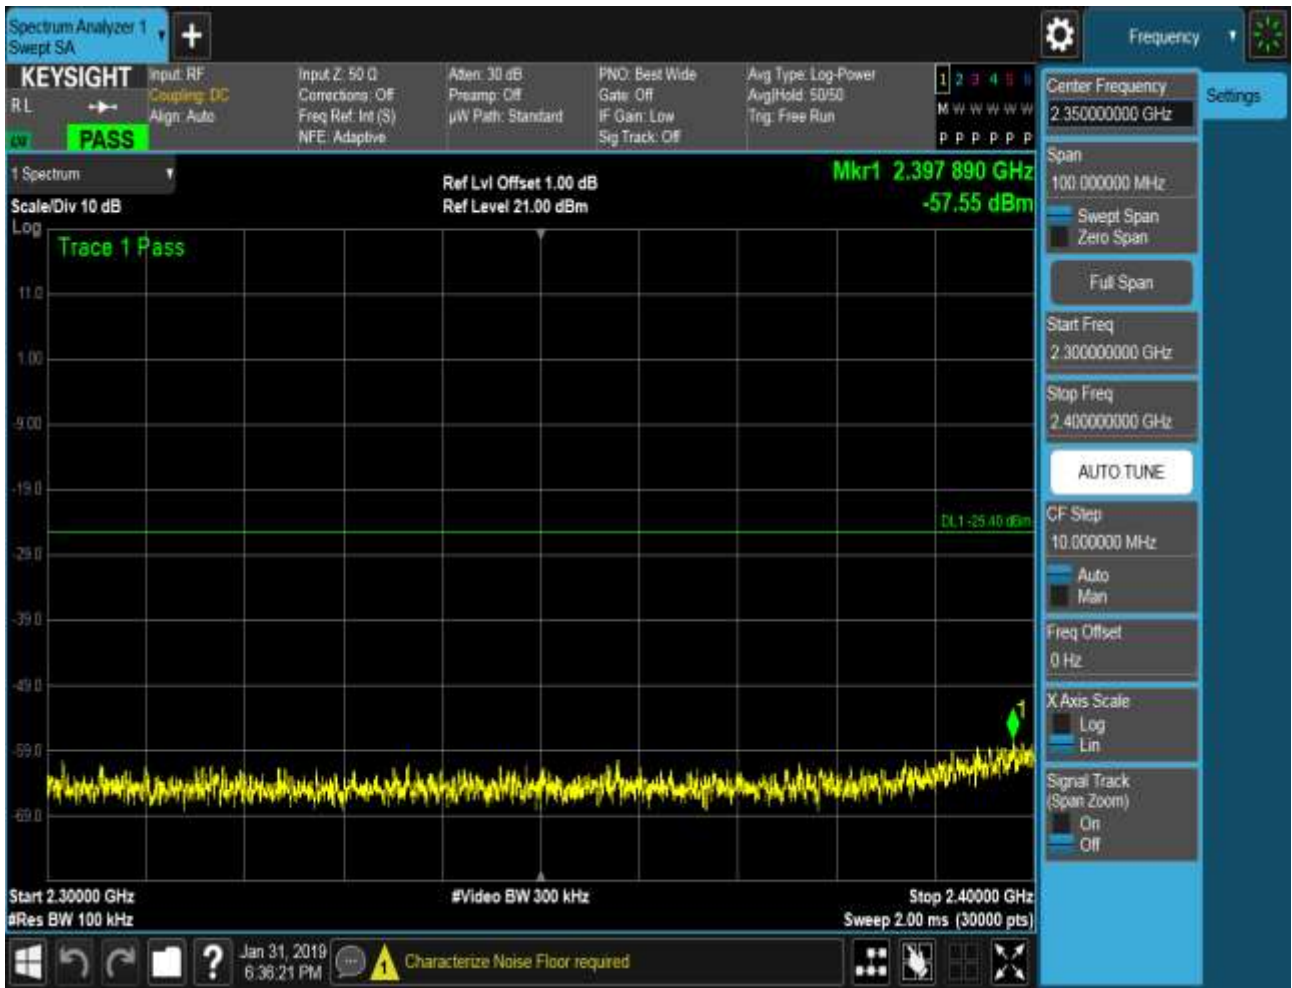 Spectrum Analyzer 1
Swept SA
+
Frequency
KEYSIGHT
R L
PASS
Input: RF
Coupling: DC
Align: Auto
Input Z: 50 Ω
Corrections: Off
Freq Ref: Int (S)
NFE: Adaptive
Atten: 30 dB
Preamp: Off
µW Path: Standard
PNO: Best Wide
Gate: Off
IF Gain: Low
Sig Track: Off
Avg Type: Log-Power
Avg|Hold: 50/50
Trig: Free Run
1 2 3 4 5 6
M W W W W W
P P P P P P
1 Spectrum
Scale/Div 10 dB
Log
Ref Lvl Offset 1.00 dB
Ref Level 21.00 dBm
Mkr1 2.397 890 GHz
-57.55 dBm
Trace 1 Pass
11.0
1.00
-9.00
-19.0
DL1 -25.40 dBm
-29.0
-39.0
-49.0
1
-59.0
-69.0
Start 2.30000 GHz
#Video BW 300 kHz
Stop 2.40000 GHz
#Res BW 100 kHz
Sweep 2.00 ms (30000 pts)
?
Jan 31, 2019
6:36:21 PM
1
Characterize Noise Floor required
Center Frequency
2.350000000 GHz
Settings
Span
100.000000 MHz
Swept Span
Zero Span
Full Span
Start Freq
2.300000000 GHz
Stop Freq
2.400000000 GHz
AUTO TUNE
CF Step
10.000000 MHz
Auto
Man
Freq Offset
0 Hz
X Axis Scale
Log
Lin
Signal Track
(Span Zoom)
On
Off